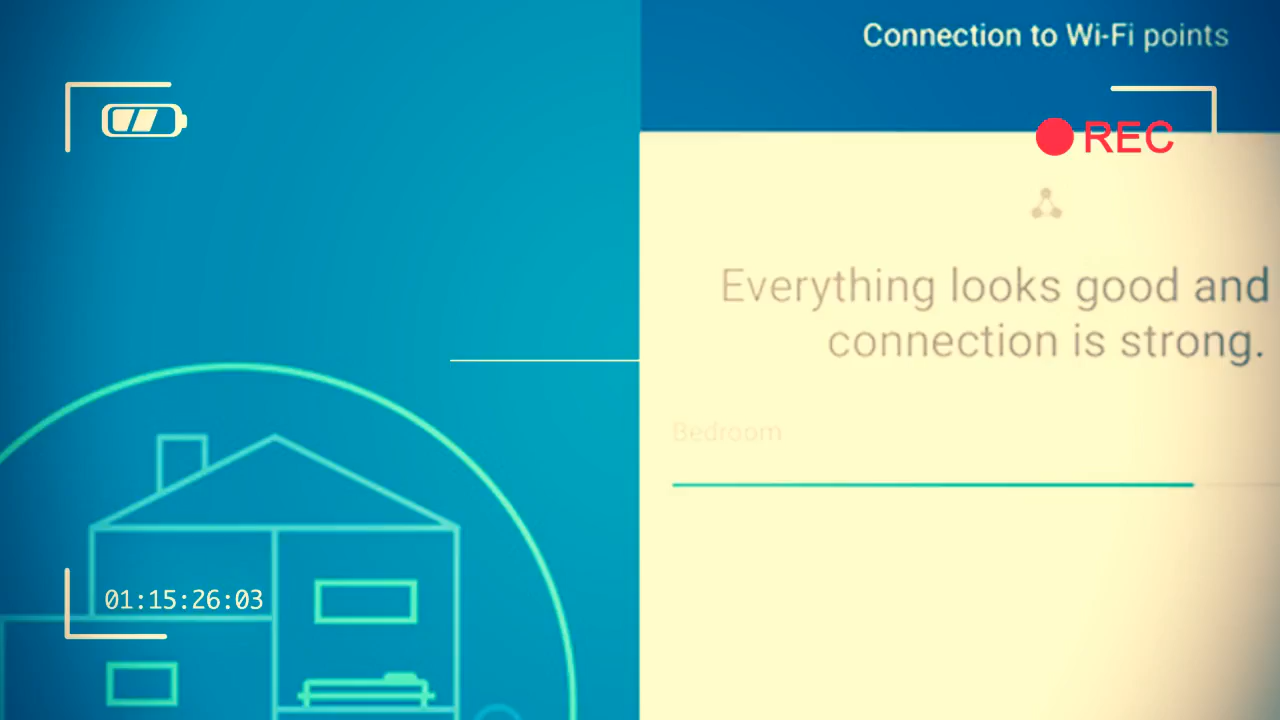 Connection to Wi-Fi points
REC
Everything looks good and
connection is strong.
Bedroom
01:15:26:03